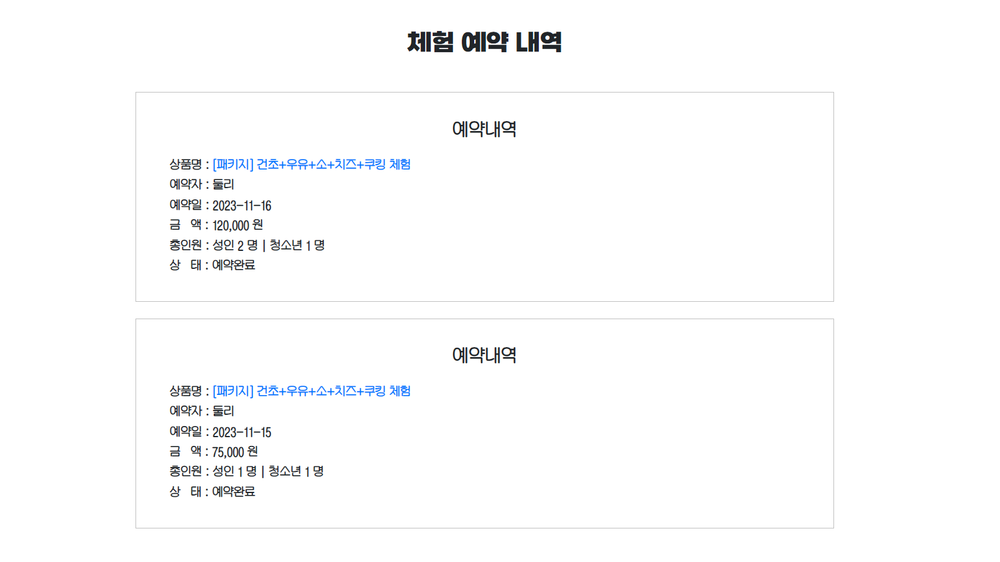 체험 예약 내역
예약내역
상품명 : [패키지] 건초+우유+소+치즈+쿠킹 체험
예약자 : 둘리
예약일 : 2023-11-16
금 액 : 120,000 원
총인원 : 성인 2 명 | 청소년 1 명
상 태 : 예약완료
예약내역
상품명 : [패키지] 건초+우유+소+치즈+쿠킹 체험
예약자 : 둘리
예약일 : 2023-11-15
금 액 : 75,000 원
총인원 : 성인 1 명 | 청소년 1 명
상 태 : 예약완료